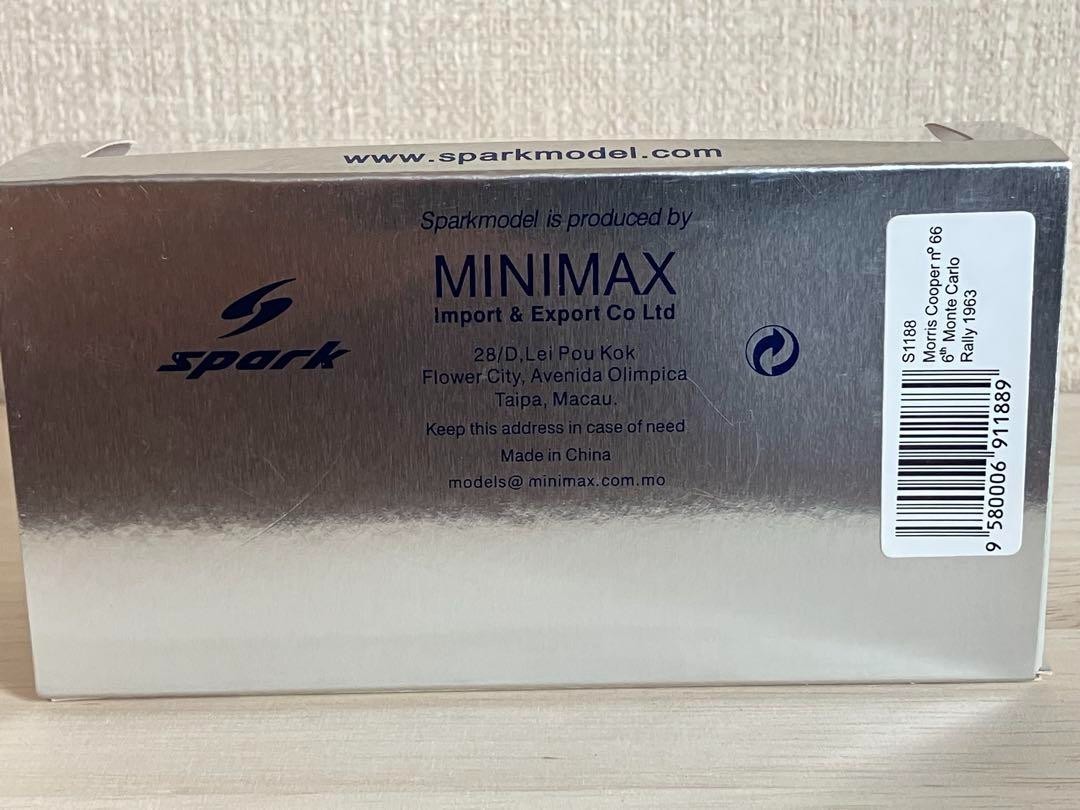 www.sparkmodel.com
Sparkmodel is produced by
MINIMAX
Import & Export Co Ltd
28/D,Lei Pou Kok
Flower City, Avenida Olimpica
Taipa, Macau.
Keep this address in case of need
Made in China
models@ minimax.com.mo
spark
S1188
Morris Cooper nº 66
6th Monte Carlo
Rally 1963
9 580006 911889